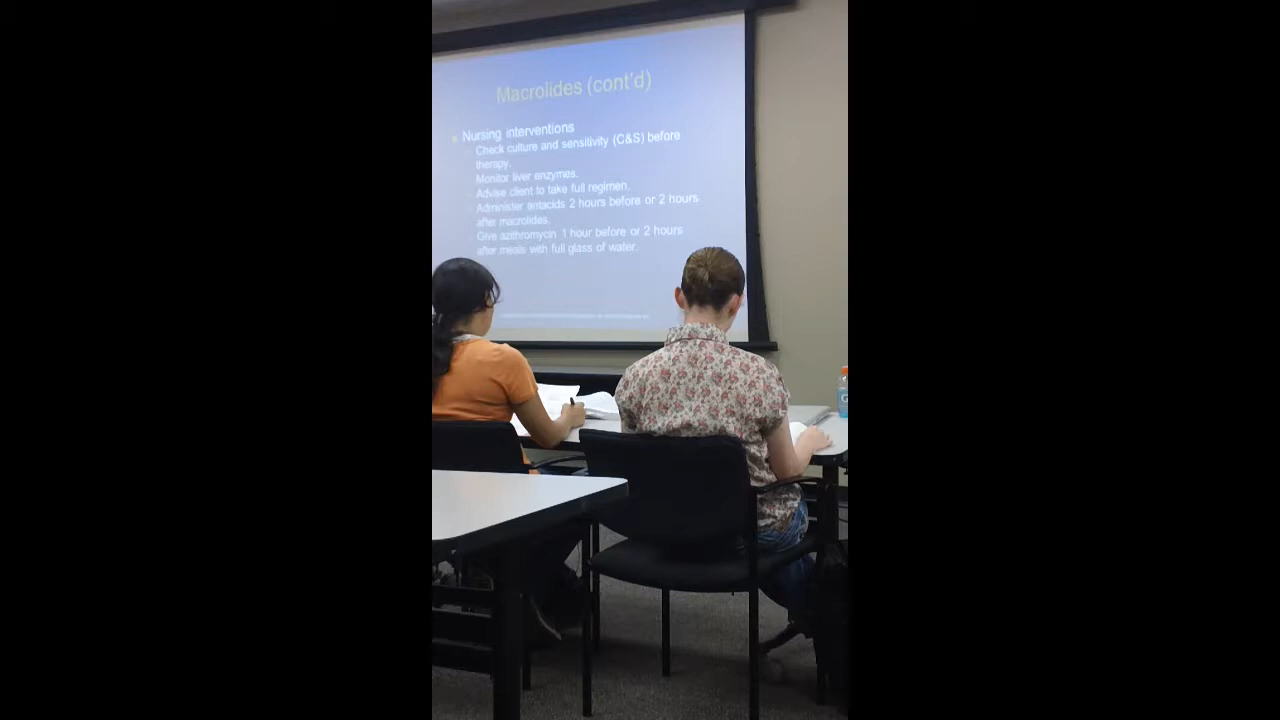 Macrolides (cont'd)
Nursing interventions
Check culture and sensitivity (C&S) before
therapy.
Monitor liver enzymes.
Advise client to take full regimen.
Administer antacids 2 hours before or 2 hours
after macrolides.
Give azithromycin 1 hour before or 2 hours
after meals with full glass of water.
G